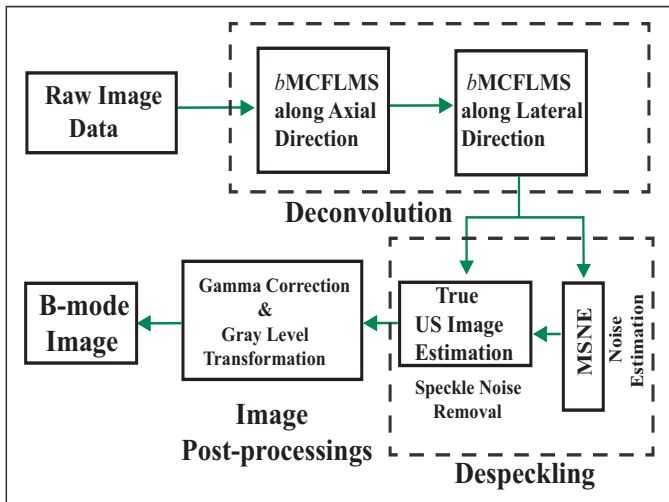 Raw Image
Data
bMCFLMS
along Axial
Direction
bMCFLMS
along Lateral
Direction
Deconvolution
B-mode
Image
Gamma Correction
&
Gray Level
Transformation
Image
Post-processings
True
US Image
Estimation
Speckle Noise
Removal
MSNE
Noise
Estimation
Despeckling